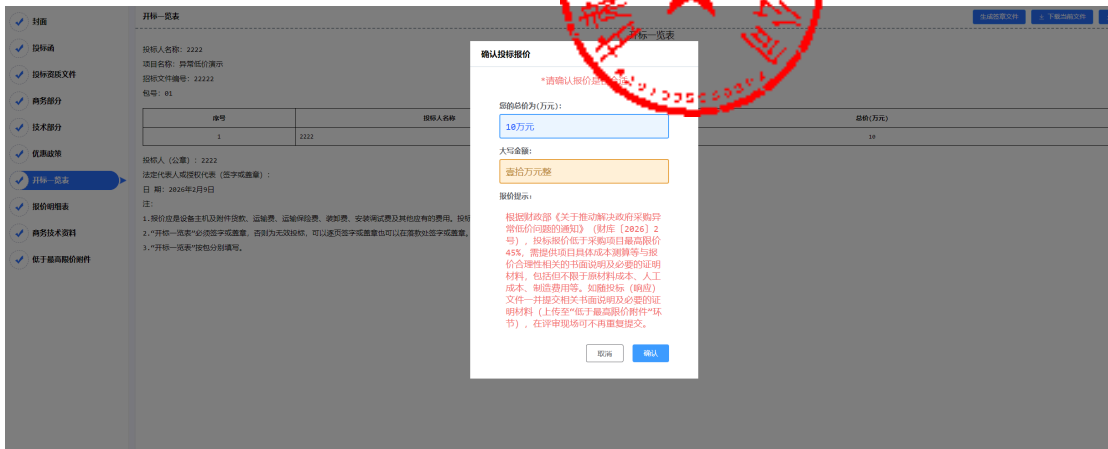 封面
投标函
投标资质文件
商务部分
技术部分
优惠政策
开标一览表
报价明细表
商务技术资料
低于最高限价附件
开标一览表
生成签章文件
下载当前文件
开标一览表
投标人名称: 2222
项目名称: 异常低价演示
招标文件编号: 22222
包号: 01
序号 投标人名称 总价(万元)
1 2222 10
投标人（公章）: 2222
法定代表人或授权代表（签字或盖章）:
日 期: 2026年2月9日
注:
1.报价应是设备主机及附件货款、运输费、运输保险费、装卸费、安装调试费及其他应有的费用。投标
2."开标一览表"必须签字或盖章, 否则为无效投标, 可以逐页签字或盖章也可以在落款处签字或盖章。
3."开标一览表"按包分别填写。
确认投标报价
*请确认报价是
您的总价为(万元):
10万元
大写金额:
壹拾万元整
报价提示:
根据财政部《关于推动解决政府采购异
常低价问题的通知》（财库〔2026〕2
号）, 投标报价低于采购项目最高限价
45%, 需提供项目具体成本测算等与报
价合理性相关的书面说明及必要的证明
材料, 包括但不限于原材料成本、人工
成本、制造费用等。如随投标（响应）
文件一并提交相关书面说明及必要的证
明材料（上传至"低于最高限价附件"环
节）, 在评审现场可不再重复提交。
取消
确认